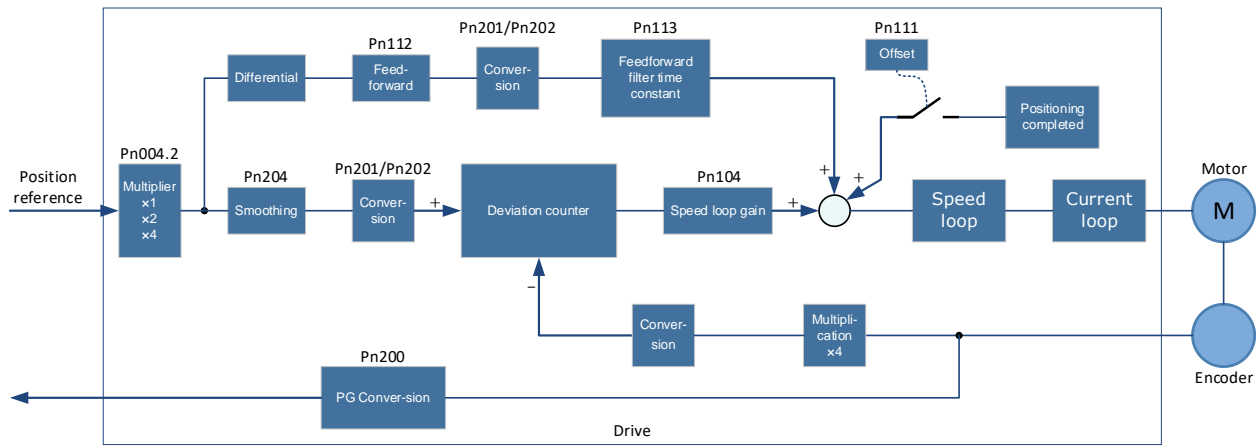 Pn201/Pn202
Pn113
Pn111
Pn112
Offset
Differential
Feed-
forward
Conver-
sion
Feedforward
filter time
constant
Positioning
completed
Pn004.2
Position
reference
Multiplier
×1
×2
×4
Pn204
Smoothing
Pn201/Pn202
Conver-
sion
+
Deviation counter
Pn104
Speed loop gain
+
+
+
Speed
loop
Current
loop
Motor
M
−
Conver-
sion
Multipli-
cation
×4
Encoder
Pn200
PG Conver-sion
Drive